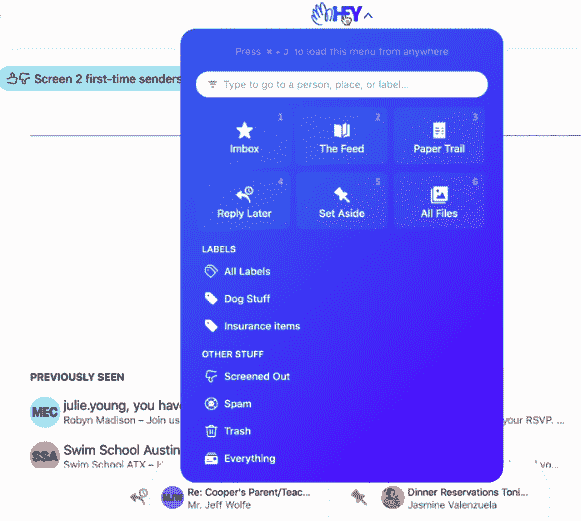 HEY
Press ⌘ + J to load this menu from anywhere
Screen 2 first-time senders
Type to go to a person, place, or label...
1
Imbox
2
The Feed
3
Paper Trail
4
Reply Later
5
Set Aside
6
All Files
LABELS
All Labels
Dog Stuff
Insurance items
OTHER STUFF
Screened Out
Spam
Trash
Everything
PREVIOUSLY SEEN
MEC
julie.young, you hav
Robyn Madison – Join us
your RSVP. ...
SSA
Swim School Austin
Swim School ATX –
Re: Cooper's Parent/Teac...
Mr. Jeff Wolfe
Dinner Reservations Toni...
Jasmine Valenzuela